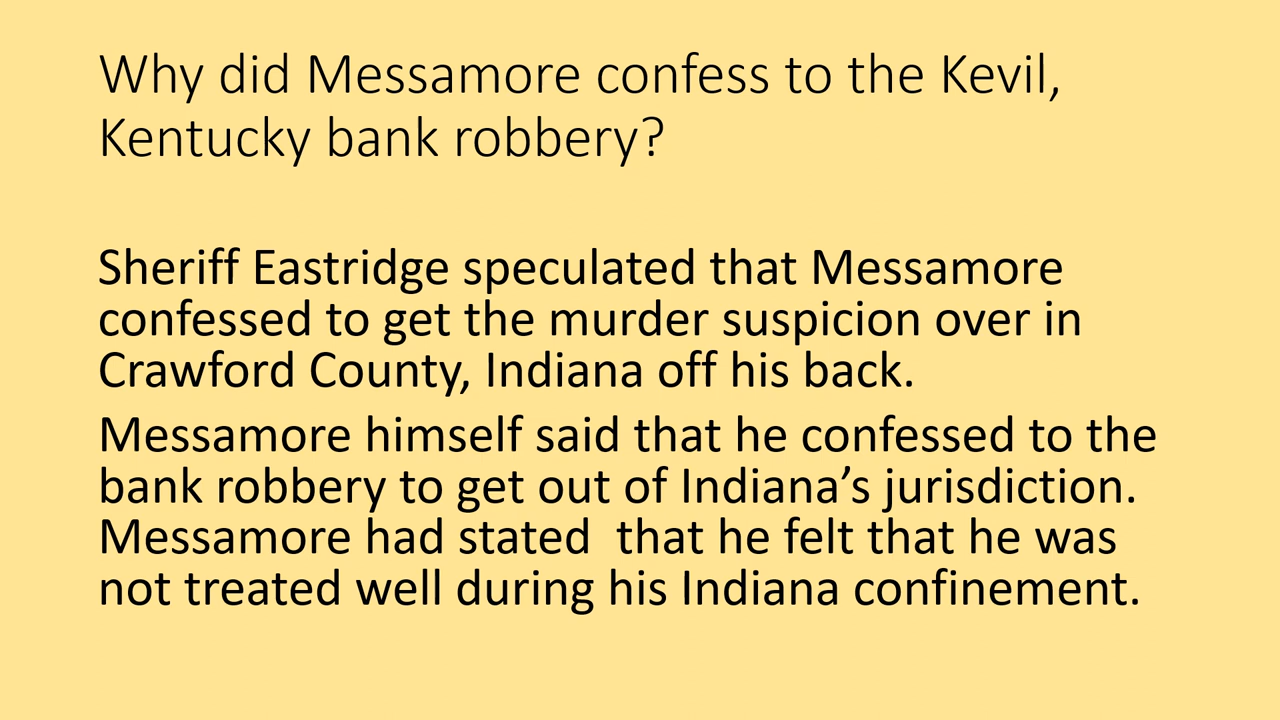 Why did Messamore confess to the Kevil,
Kentucky bank robbery?
Sheriff Eastridge speculated that Messamore
confessed to get the murder suspicion over in
Crawford County, Indiana off his back.
Messamore himself said that he confessed to the
bank robbery to get out of Indiana’s jurisdiction.
Messamore had stated  that he felt that he was
not treated well during his Indiana confinement.